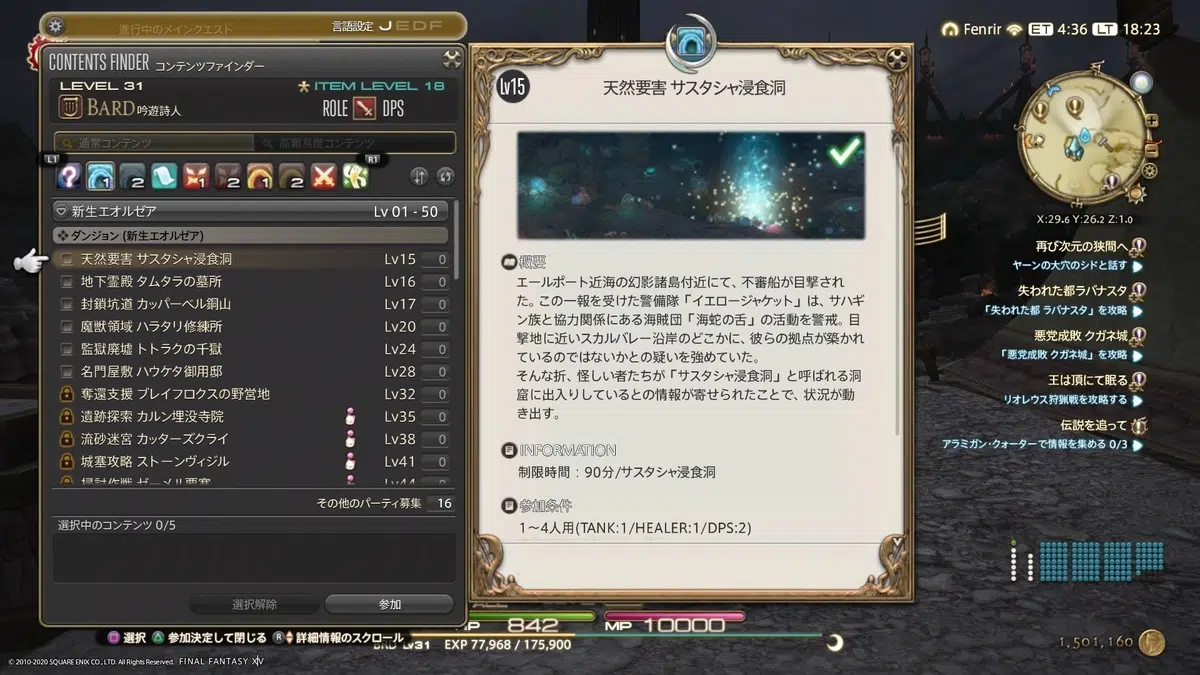 進行中のメインクエスト
言語設定 J E D F
CONTENTS FINDER コンテンツファインダー
LEVEL 31
ITEM LEVEL 18
BARD 吟遊詩人
ROLE DPS
通常コンテンツ
高難易度コンテンツ
L1
R1
1
2
1
2
1
2
1
新生エオルゼア Lv 01 - 50
ダンジョン (新生エオルゼア)
天然要害 サスタシャ浸食洞 Lv15 0
地下霊殿 タムタラの墓所 Lv16 0
封鎖坑道 カッパーベル銅山 Lv17 0
魔獣領域 ハラタリ修練所 Lv20 0
監獄廃墟 トトラクの千獄 Lv24 0
名門屋敷 ハウケタ御用邸 Lv28 0
奪還支援 ブレイフロクスの野営地 Lv32 0
遺跡探索 カルン埋没寺院 Lv35 0
流砂迷宮 カッターズクライ Lv38 0
城塞攻略 ストーンヴィジル Lv41 0
掃討作戦 ゼーメル要塞 Lv44 0
その他のパーティ募集 16
選択中のコンテンツ 0/5
選択解除
参加
選択 参加決定して閉じる R 詳細情報のスクロール
Lv15
天然要害 サスタシャ浸食洞
概要
エールポート近海の幻影諸島付近にて、不審船が目撃され
た。この一報を受けた警備隊「イエロージャケット」は、サハギ
ン族と協力関係にある海賊団「海蛇の舌」の活動を警戒。目
撃地に近いスカルバレー沿岸のどこかに、彼らの拠点が築かれ
ているのではないかとの疑いを強めていた。
そんな折、怪しい者たちが「サスタシャ浸食洞」と呼ばれる洞
窟に出入りしているとの情報が寄せられたことで、状況が動
き出す。
INFORMATION
制限時間：90分/サスタシャ浸食洞
参加条件
1～4人用(TANK:1/HEALER:1/DPS:2)
HP 842 MP 10000
BRD Lv31 EXP 77,968 / 175,900
Fenrir ET 4:36 LT 18:23
X:29.6 Y:26.2 Z:1.0
再び次元の狭間へ
ヤーンの大穴のシドと話す
失われた都ラバナスタ
「失われた都 ラバナスタ」を攻略
悪党成敗 クガネ城
「悪党成敗 クガネ城」を攻略
王は頂にて眠る
リオレウス狩猟戦を攻略する
伝説を追って
アラミガン・クォーターで情報を集める 0/3
1,501,160
© 2010-2020 SQUARE ENIX CO., LTD. All Rights Reserved. FINAL FANTASY XIV